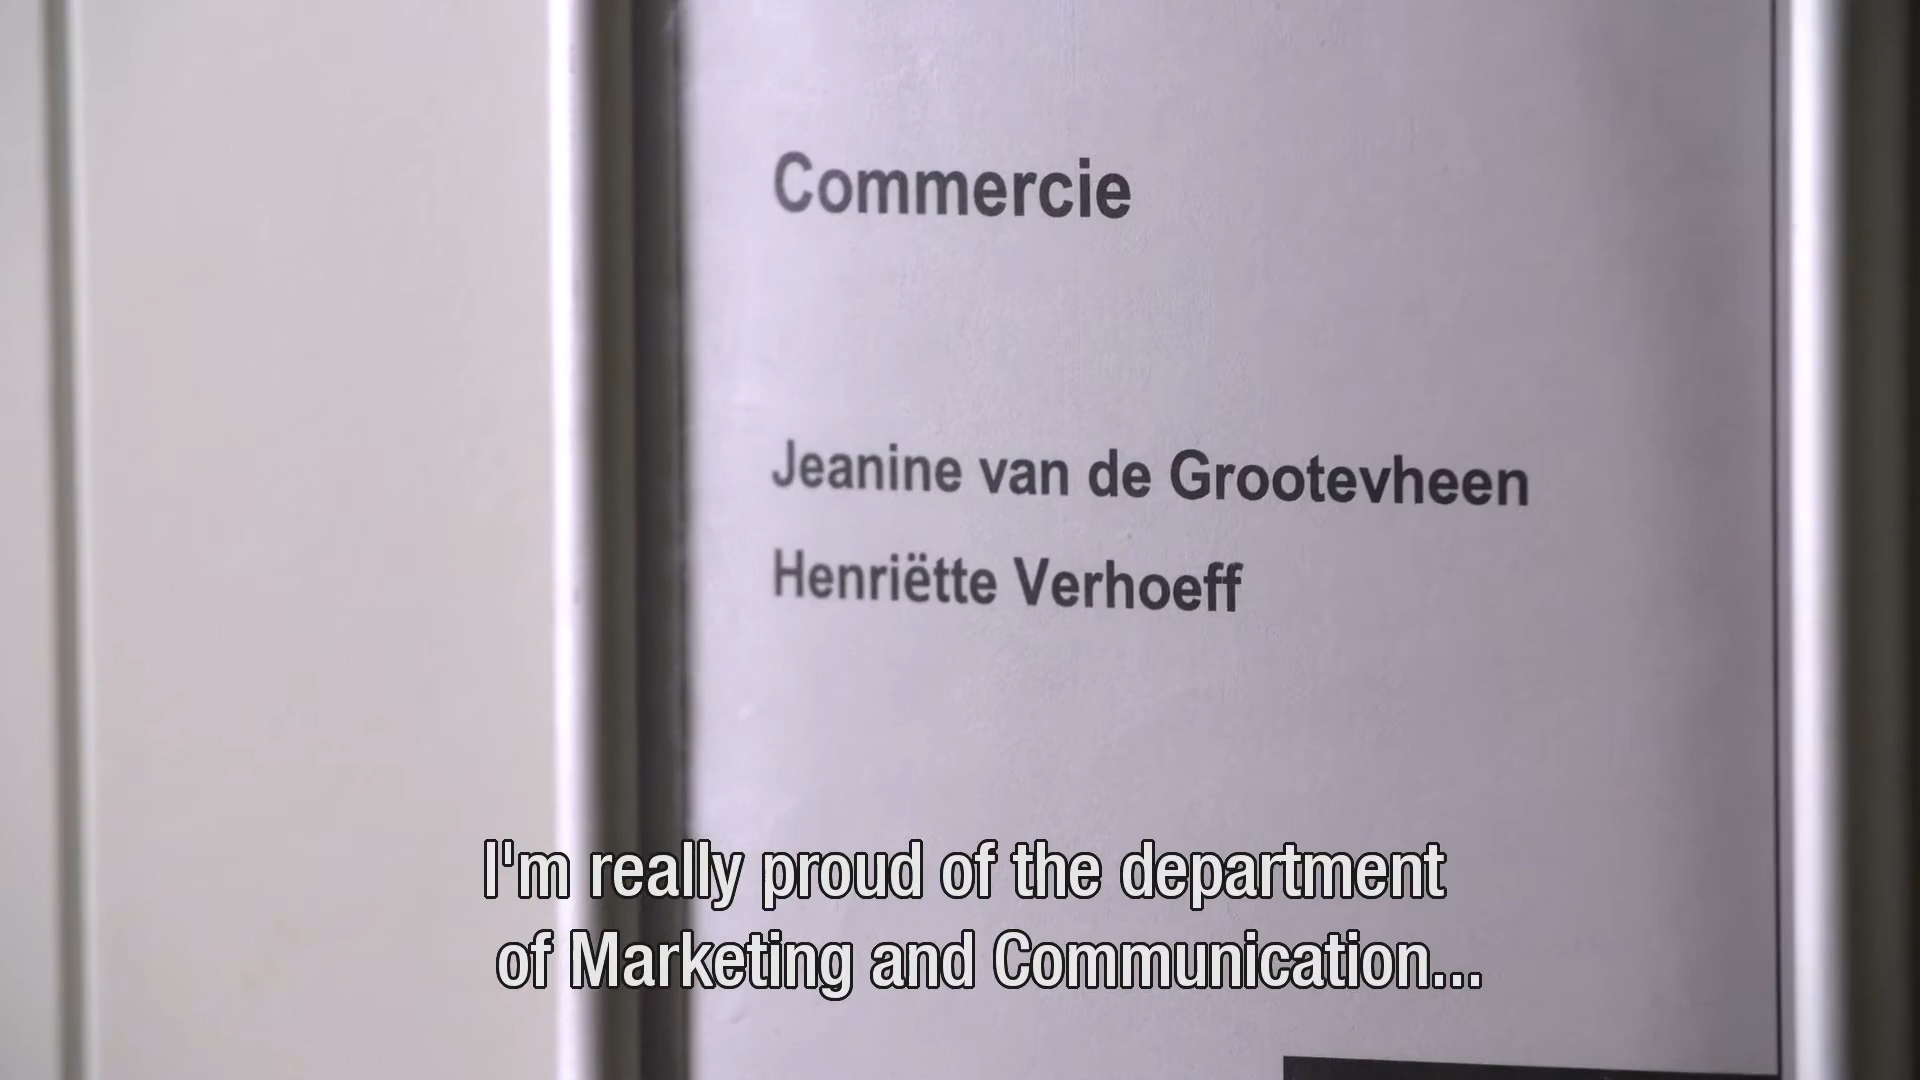 Commercie
Jeanine van de Grootevheen
Henriëtte Verhoeff
I'm really proud of the department
of Marketing and Communication...